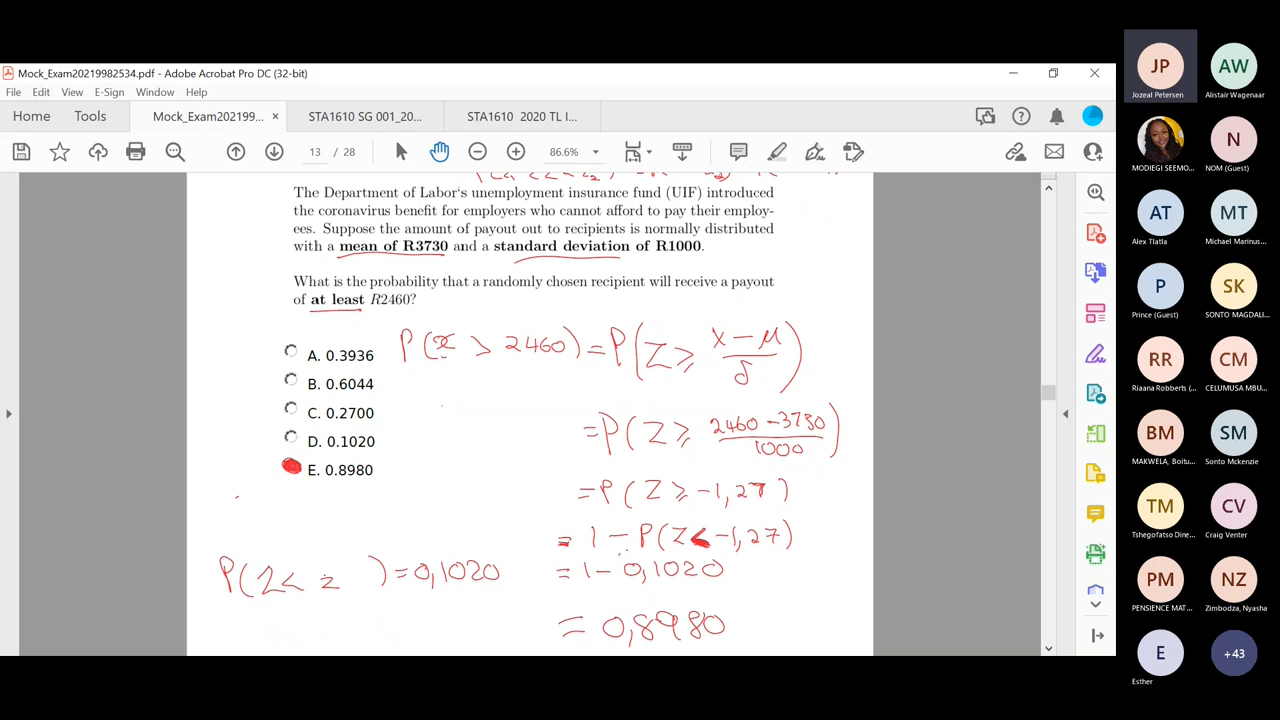 Mock_Exam20219982534.pdf - Adobe Acrobat Pro DC (32-bit)
File Edit View E-Sign Window Help
Home Tools Mock_Exam202199... × STA1610 SG 001_20... STA1610 2020 TL I...
13 / 28 86.6%
The Department of Labor's unemployment insurance fund (UIF) introduced
the coronavirus benefit for employers who cannot afford to pay their employ-
ees. Suppose the amount of payout out to recipients is normally distributed
with a mean of R3730 and a standard deviation of R1000.
What is the probability that a randomly chosen recipient will receive a payout
of at least R2460?
A. 0.3936
B. 0.6044
C. 0.2700
D. 0.1020
E. 0.8980
P(x > 2460) = P(Z ≥ (x − μ)/δ)
= P(Z ≥ (2460 − 3730)/1000)
= P(Z ≥ −1,27)
= 1 − P(Z < −1,27)
P(Z < z ) = 0,1020
= 1 − 0,1020
= 0,8980
JP
Jozeal Petersen
AW
Alistair Wagenaar
MODIEGI SEEMO...
N
NOM (Guest)
AT
Alex Tlatla
MT
Michael Marinus...
P
Prince (Guest)
SK
SONTO MAGDALI...
RR
Riaana Robberts (...
CM
CELUMUSA MBU...
BM
MAKWELA, Boitu...
SM
Sonto Mckenzie
TM
Tshegofatso Dine...
CV
Craig Venter
PM
PENSIENCE MAT...
NZ
Zimbodza, Nyasha
E
Esther
+43